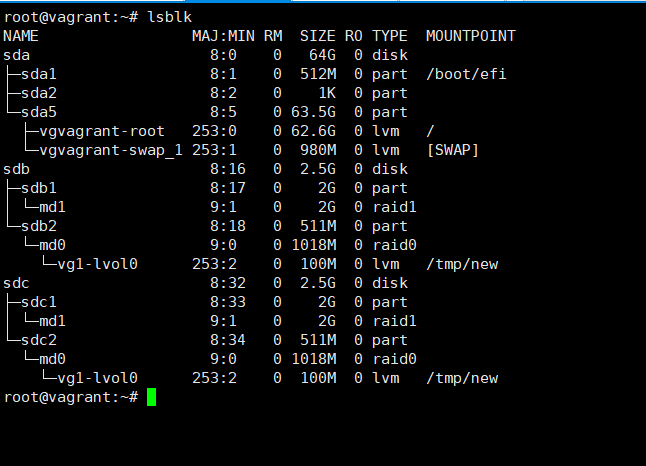 root@vagrant:~# lsblk
NAME                 MAJ:MIN RM  SIZE RO TYPE  MOUNTPOINT
sda                    8:0    0   64G  0 disk
├─sda1                 8:1    0  512M  0 part  /boot/efi
├─sda2                 8:2    0    1K  0 part
└─sda5                 8:5    0 63.5G  0 part
  ├─vgvagrant-root   253:0    0 62.6G  0 lvm   /
  └─vgvagrant-swap_1 253:1    0  980M  0 lvm   [SWAP]
sdb                    8:16   0  2.5G  0 disk
├─sdb1                 8:17   0    2G  0 part
│ └─md1                9:1    0    2G  0 raid1
└─sdb2                 8:18   0  511M  0 part
  └─md0                9:0    0 1018M  0 raid0
    └─vg1-lvol0      253:2    0  100M  0 lvm   /tmp/new
sdc                    8:32   0  2.5G  0 disk
├─sdc1                 8:33   0    2G  0 part
│ └─md1                9:1    0    2G  0 raid1
└─sdc2                 8:34   0  511M  0 part
  └─md0                9:0    0 1018M  0 raid0
    └─vg1-lvol0      253:2    0  100M  0 lvm   /tmp/new
root@vagrant:~#